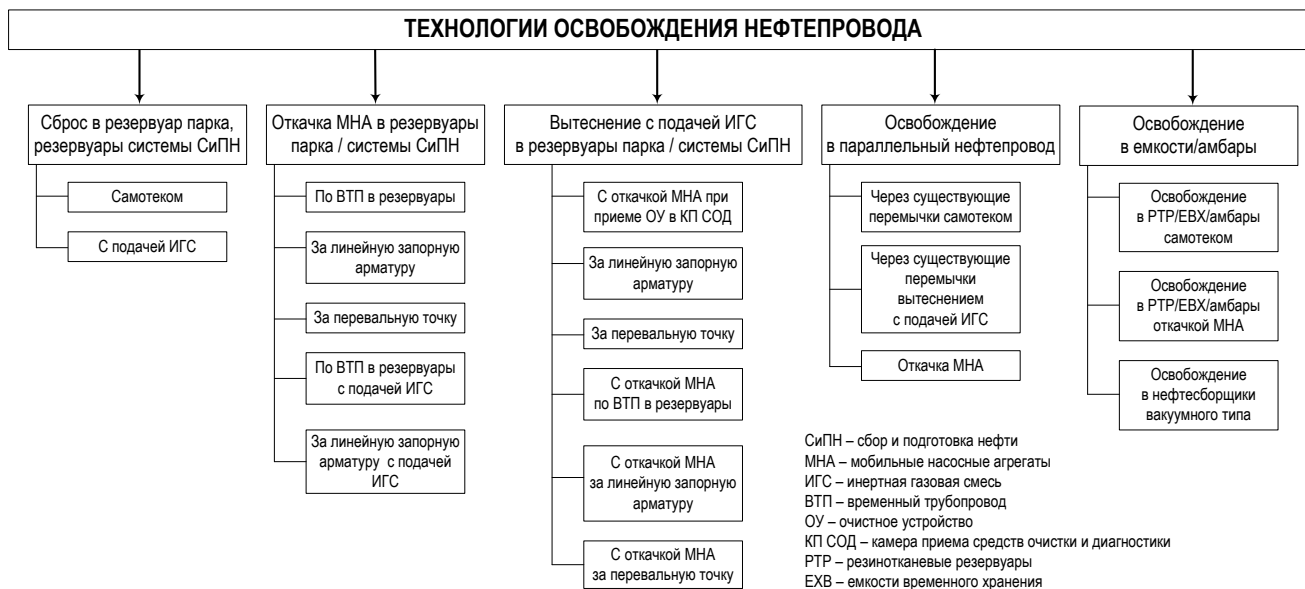 ТЕХНОЛОГИИ ОСВОБОЖДЕНИЯ НЕФТЕПРОВОДА
Сброс в резервуар парка,
резервуары системы СиПН
Самотеком
С подачей ИГС
Откачка МНА в резервуары
парка / системы СиПН
По ВТП в резервуары
За линейную запорную
арматуру
За перевальную точку
По ВТП в резервуары
с подачей ИГС
За линейную запорную
арматуру с подачей
ИГС
Вытеснение с подачей ИГС
в резервуары парка / системы СиПН
С откачкой МНА при
приеме ОУ в КП СОД
За линейную запорную
арматуру
За перевальную точку
С откачкой МНА
по ВТП в резервуары
С откачкой МНА
за линейную запорную
арматуру
С откачкой МНА
за перевальную точку
Освобождение
в параллельный нефтепровод
Через существующие
перемычки самотеком
Через существующие
перемычки
вытеснением
с подачей ИГС
Откачка МНА
Освобождение
в емкости/амбары
Освобождение
в РТР/ЕВХ/амбары
самотеком
Освобождение
в РТР/ЕВХ/амбары
откачкой МНА
Освобождение
в нефтесборщики
вакуумного типа
СиПН – сбор и подготовка нефти
МНА – мобильные насосные агрегаты
ИГС – инертная газовая смесь
ВТП – временный трубопровод
ОУ – очистное устройство
КП СОД – камера приема средств очистки и диагностики
РТР – резинотканевые резервуары
ЕХВ – емкости временного хранения